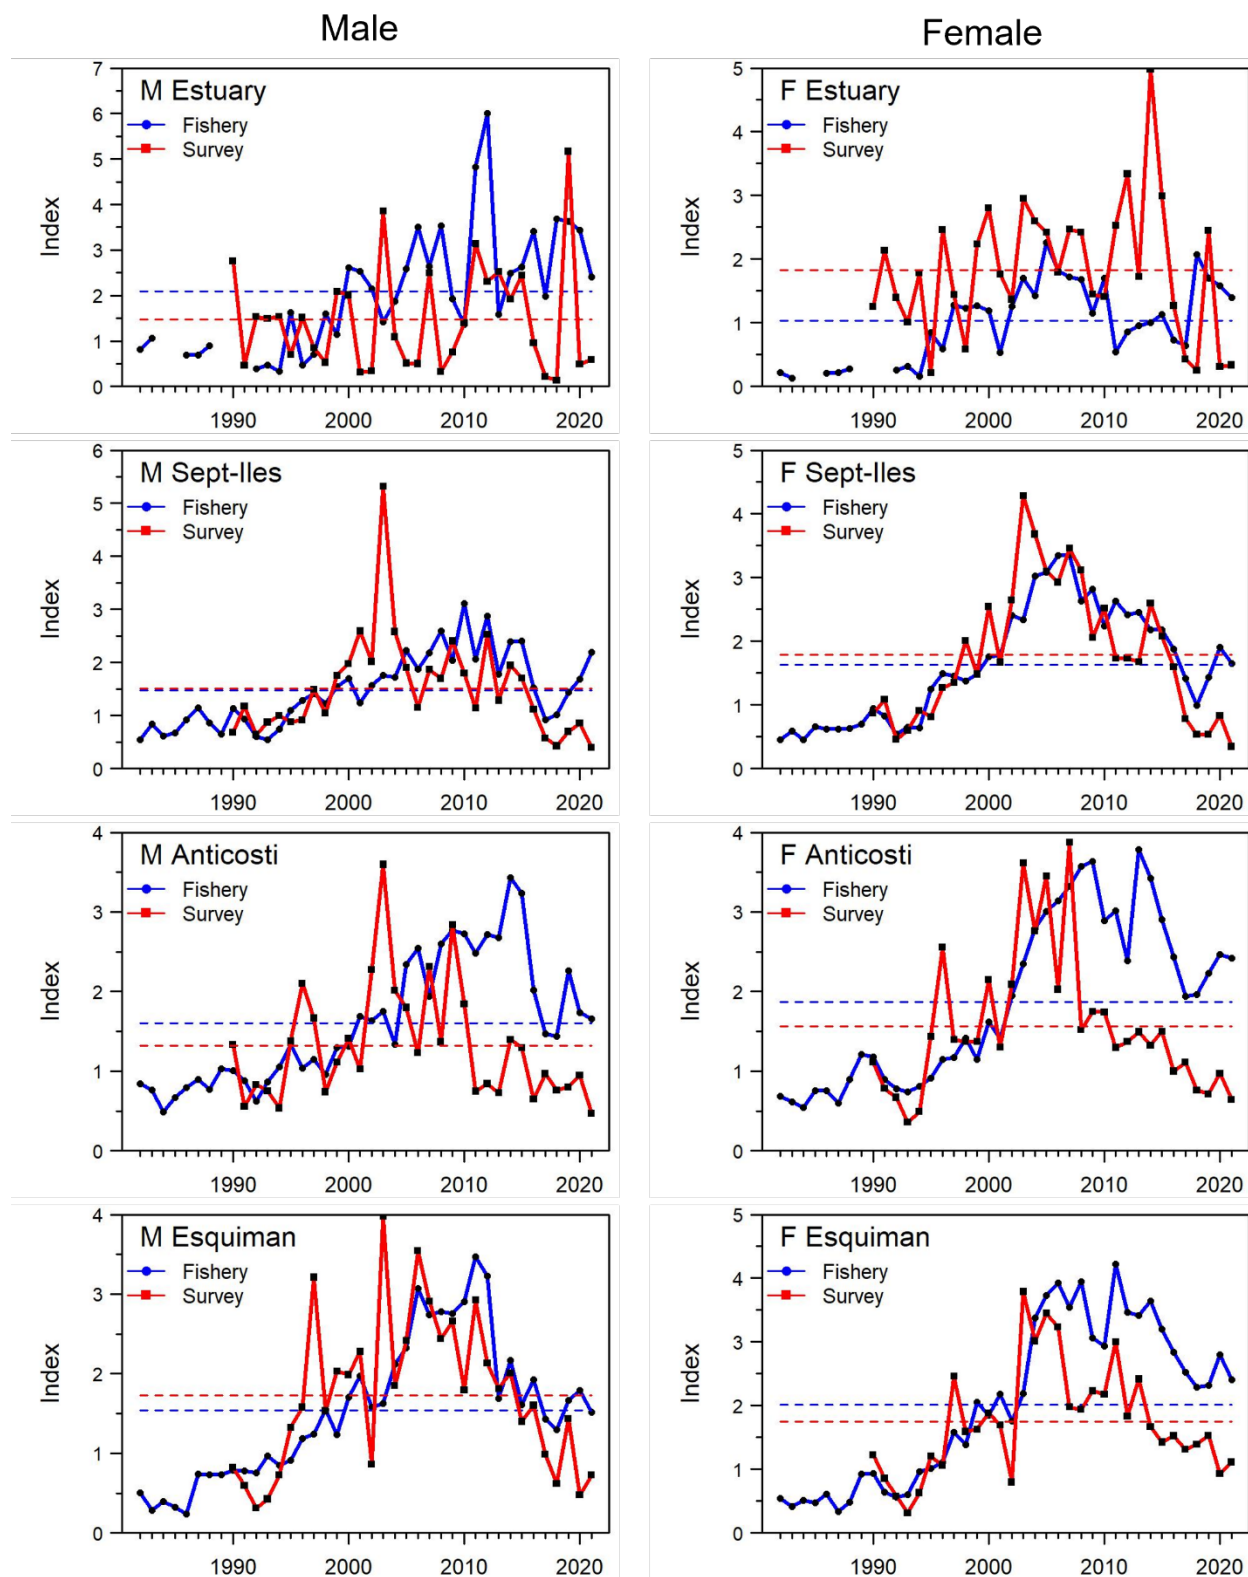 Male
Female
M Estuary
Fishery
Survey
Index
7
6
5
4
3
2
1
0
1990 2000 2010 2020
F Estuary
Fishery
Survey
Index
5
4
3
2
1
0
1990 2000 2010 2020
M Sept-Iles
Fishery
Survey
Index
6
5
4
3
2
1
0
1990 2000 2010 2020
F Sept-Iles
Fishery
Survey
Index
5
4
3
2
1
0
1990 2000 2010 2020
M Anticosti
Fishery
Survey
Index
4
3
2
1
0
1990 2000 2010 2020
F Anticosti
Fishery
Survey
Index
4
3
2
1
0
1990 2000 2010 2020
M Esquiman
Fishery
Survey
Index
4
3
2
1
0
1990 2000 2010 2020
F Esquiman
Fishery
Survey
Index
5
4
3
2
1
0
1990 2000 2010 2020